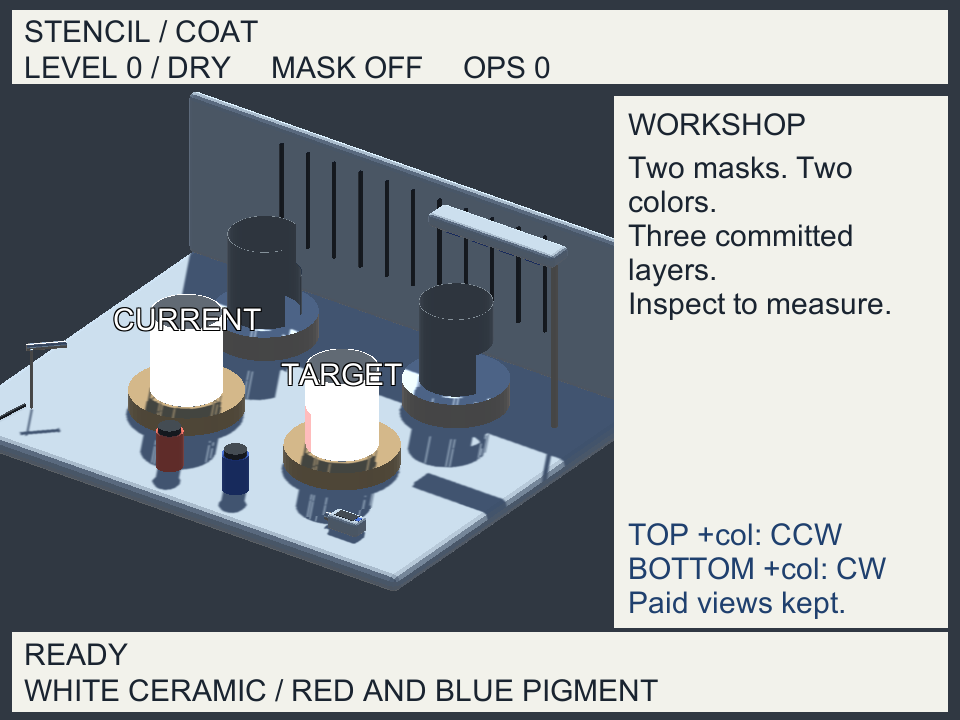 STENCIL / COAT
LEVEL 0 / DRY MASK OFF OPS 0
WORKSHOP
Two masks. Two
colors.
Three committed
layers.
Inspect to measure.
CURRENT
TARGET
TOP +col: CCW
BOTTOM +col: CW
Paid views kept.
READY
WHITE CERAMIC / RED AND BLUE PIGMENT